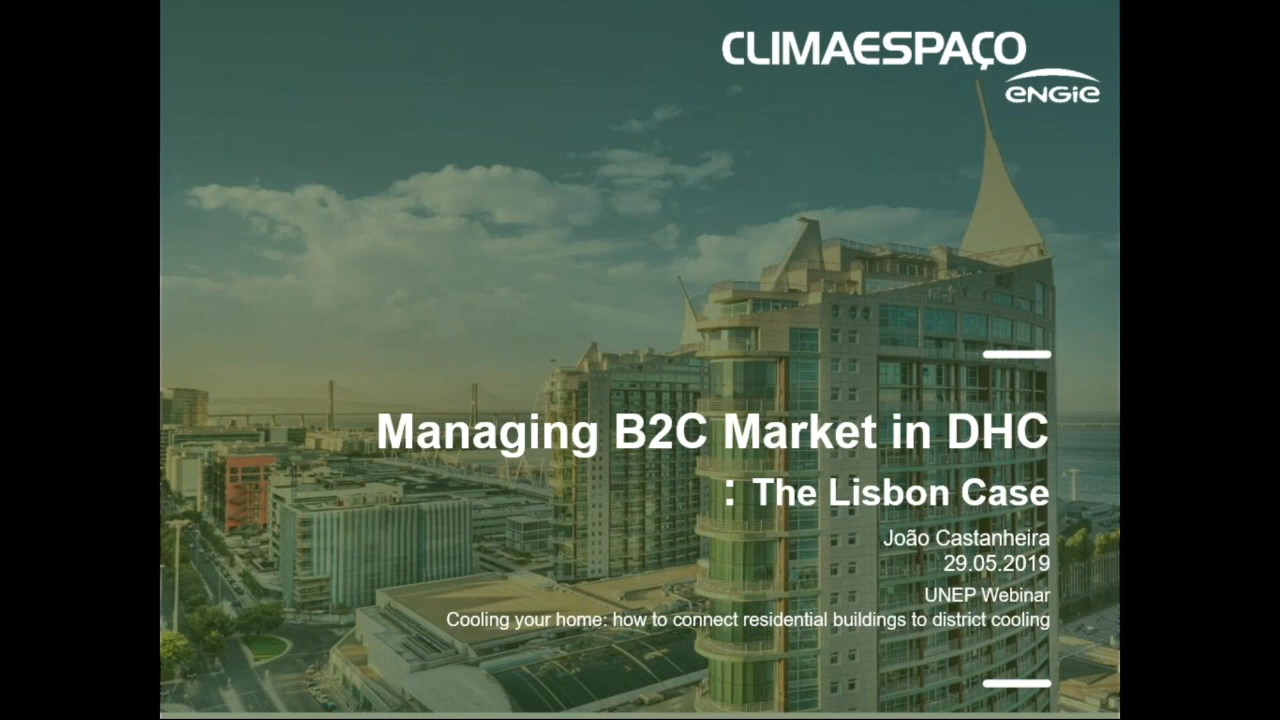 CLIMAESPAÇO
ENGIE
Managing B2C Market in DHC
: The Lisbon Case
João Castanheira
29.05.2019
UNEP Webinar
Cooling your home: how to connect residential buildings to district cooling